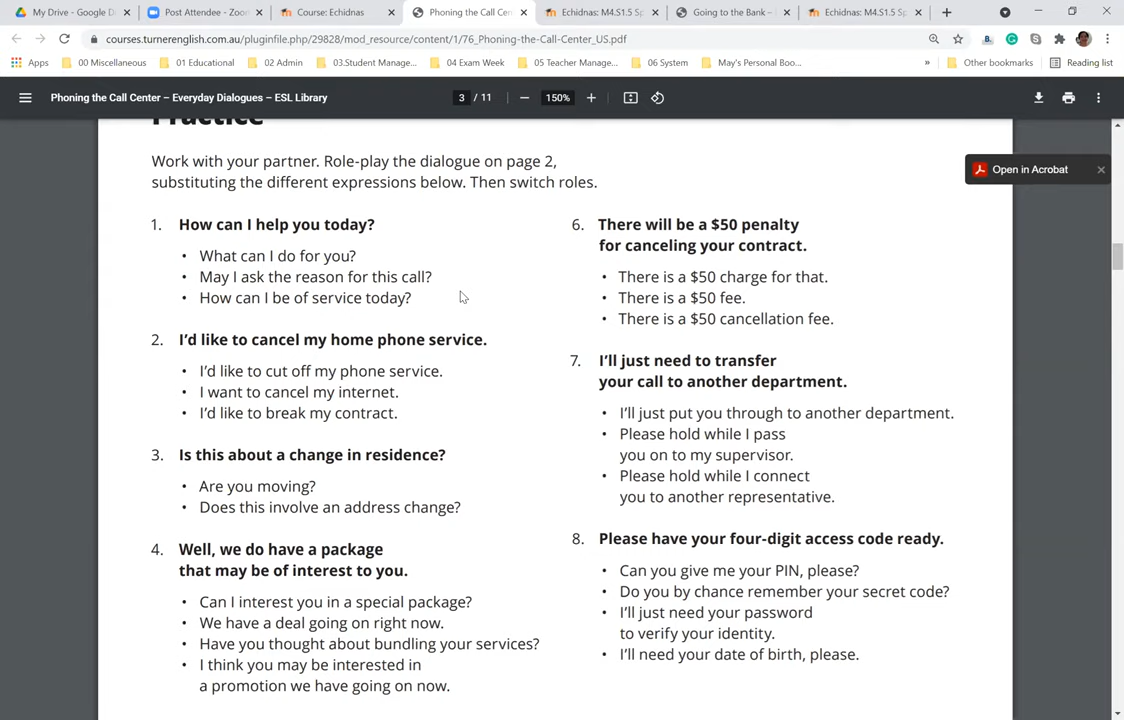 My Drive - Google D
Post Attendee - Zoom
Course: Echidnas
Phoning the Call Cen
Echidnas: M4.S1.5 Sp
Going to the Bank –
Echidnas: M4.S1.5 Sp
courses.turnerenglish.com.au/pluginfile.php/29828/mod_resource/content/1/76_Phoning-the-Call-Center_US.pdf
Apps
00 Miscellaneous
01 Educational
02 Admin
03.Student Manage...
04 Exam Week
05 Teacher Manage...
06 System
May's Personal Boo...
»
Other bookmarks
Reading list
Phoning the Call Center – Everyday Dialogues – ESL Library
3 / 11
150%
Open in Acrobat
Practice
Work with your partner. Role-play the dialogue on page 2,
substituting the different expressions below. Then switch roles.
1. How can I help you today?
• What can I do for you?
• May I ask the reason for this call?
• How can I be of service today?
2. I'd like to cancel my home phone service.
• I'd like to cut off my phone service.
• I want to cancel my internet.
• I'd like to break my contract.
3. Is this about a change in residence?
• Are you moving?
• Does this involve an address change?
4. Well, we do have a package
that may be of interest to you.
• Can I interest you in a special package?
• We have a deal going on right now.
• Have you thought about bundling your services?
• I think you may be interested in
a promotion we have going on now.
6. There will be a $50 penalty
for canceling your contract.
• There is a $50 charge for that.
• There is a $50 fee.
• There is a $50 cancellation fee.
7. I'll just need to transfer
your call to another department.
• I'll just put you through to another department.
• Please hold while I pass
you on to my supervisor.
• Please hold while I connect
you to another representative.
8. Please have your four-digit access code ready.
• Can you give me your PIN, please?
• Do you by chance remember your secret code?
• I'll just need your password
to verify your identity.
• I'll need your date of birth, please.